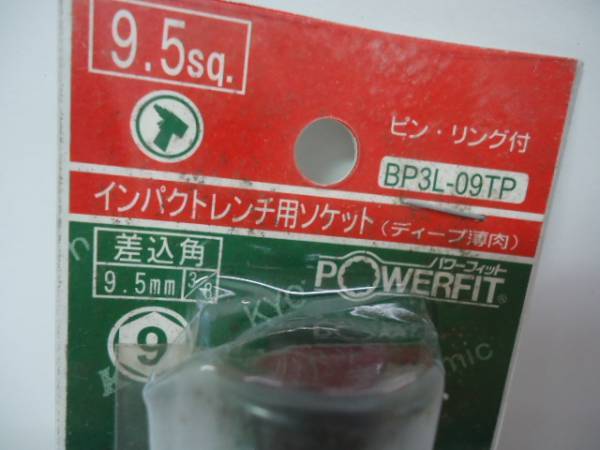 9.5sq.
ピン・リング付
BP3L-09TP
インパクトレンチ用ソケット(ディープ薄肉)
差込角
9.5mm 3/8
パワーフィット
POWERFIT®
9